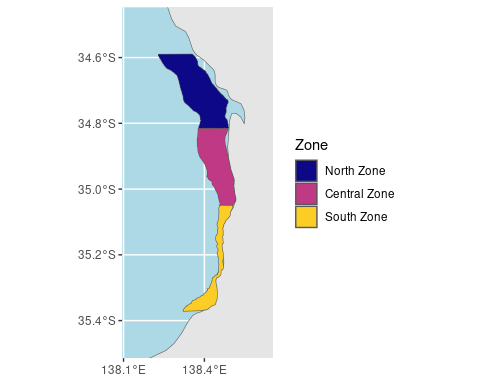 34.6°S
34.8°S
35.0°S
35.2°S
35.4°S
138.1°E 138.4°E
Zone
North Zone
Central Zone
South Zone